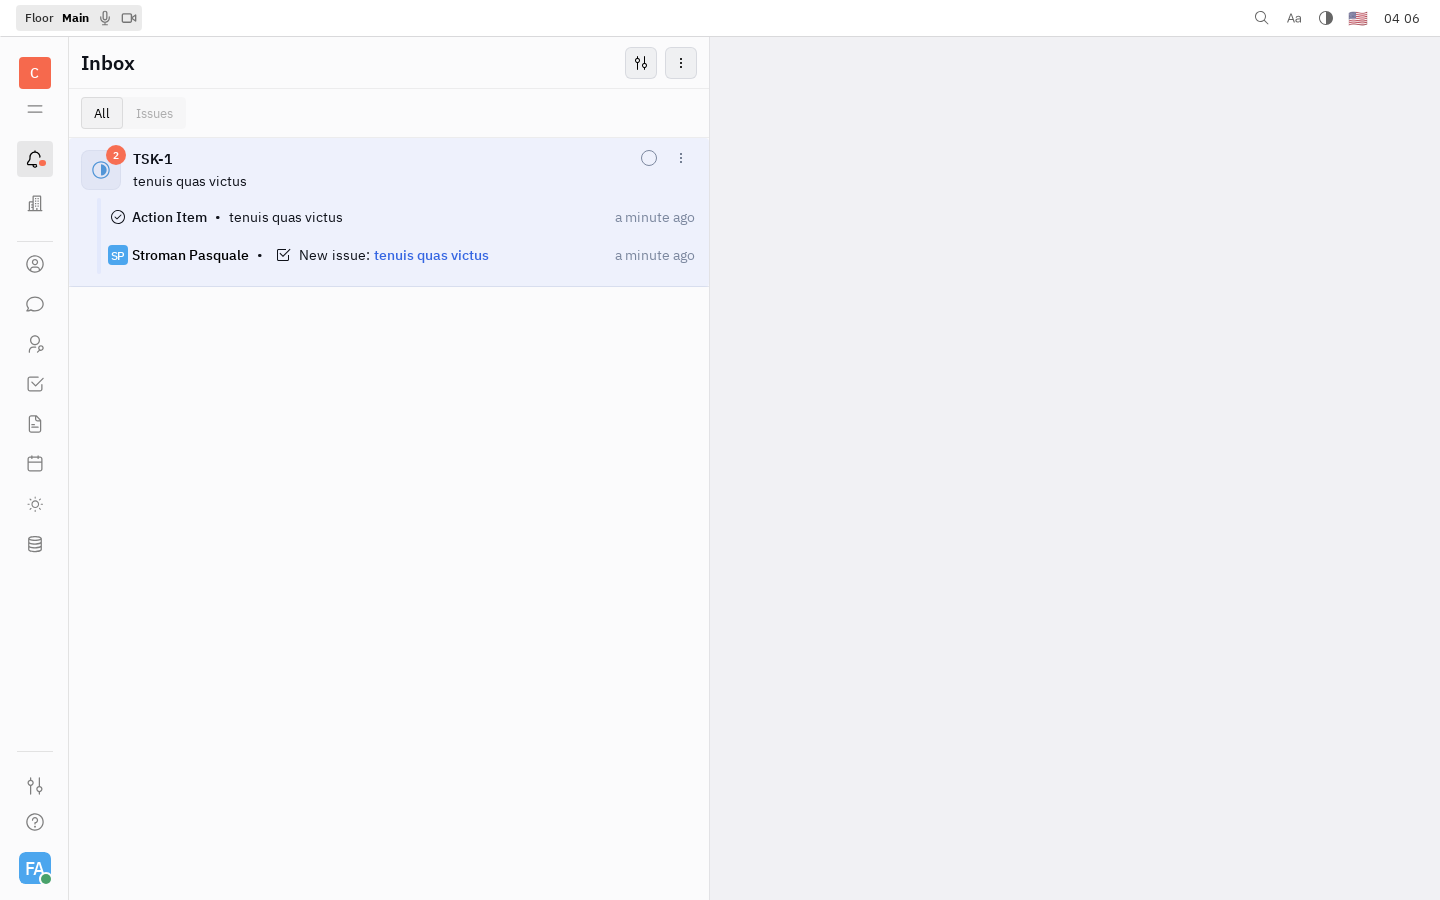 Floor Main
Aa
04 06
C
Inbox
All
Issues
2
TSK-1
tenuis quas victus
Action Item • tenuis quas victus
a minute ago
SP
Stroman Pasquale • New issue: tenuis quas victus
a minute ago
FA